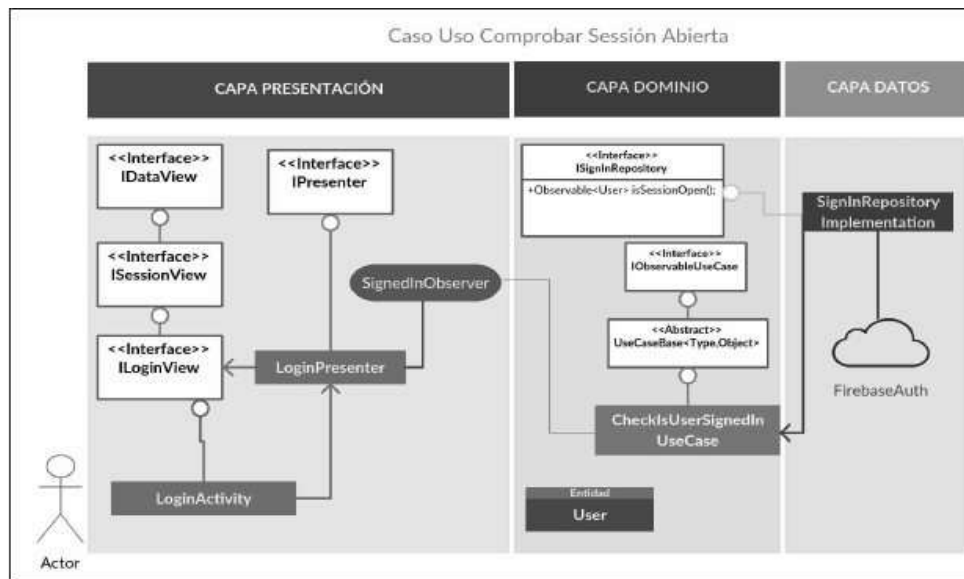 Caso Uso Comprobar Sessión Abierta
CAPA PRESENTACIÓN
CAPA DOMINIO
CAPA DATOS
<<Interface>>
IDataView
<<Interface>>
IPresenter
<<Interface>>
ISignInRepository
+Observable<User> isSessionOpen();
SignInRepository
Implementation
<<Interface>>
ISessionView
SignedInObserver
<<Interface>>
IObservableUseCase
<<Interface>>
ILoginView
LoginPresenter
<<Abstract>>
UseCaseBase<Type,Object>
FirebaseAuth
CheckIsUserSignedIn
UseCase
LoginActivity
Entidad
User
Actor